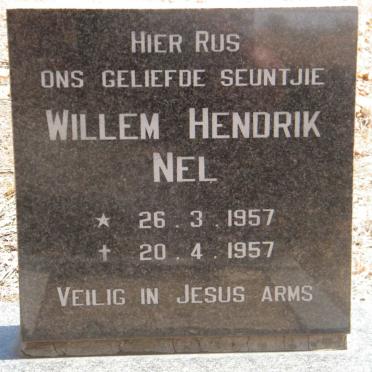 HIER RUS
ONS GELIEFDE SEUNTJIE
WILLEM HENDRIK
NEL
★ 26.3.1957
† 20.4.1957
VEILIG IN JESUS ARMS